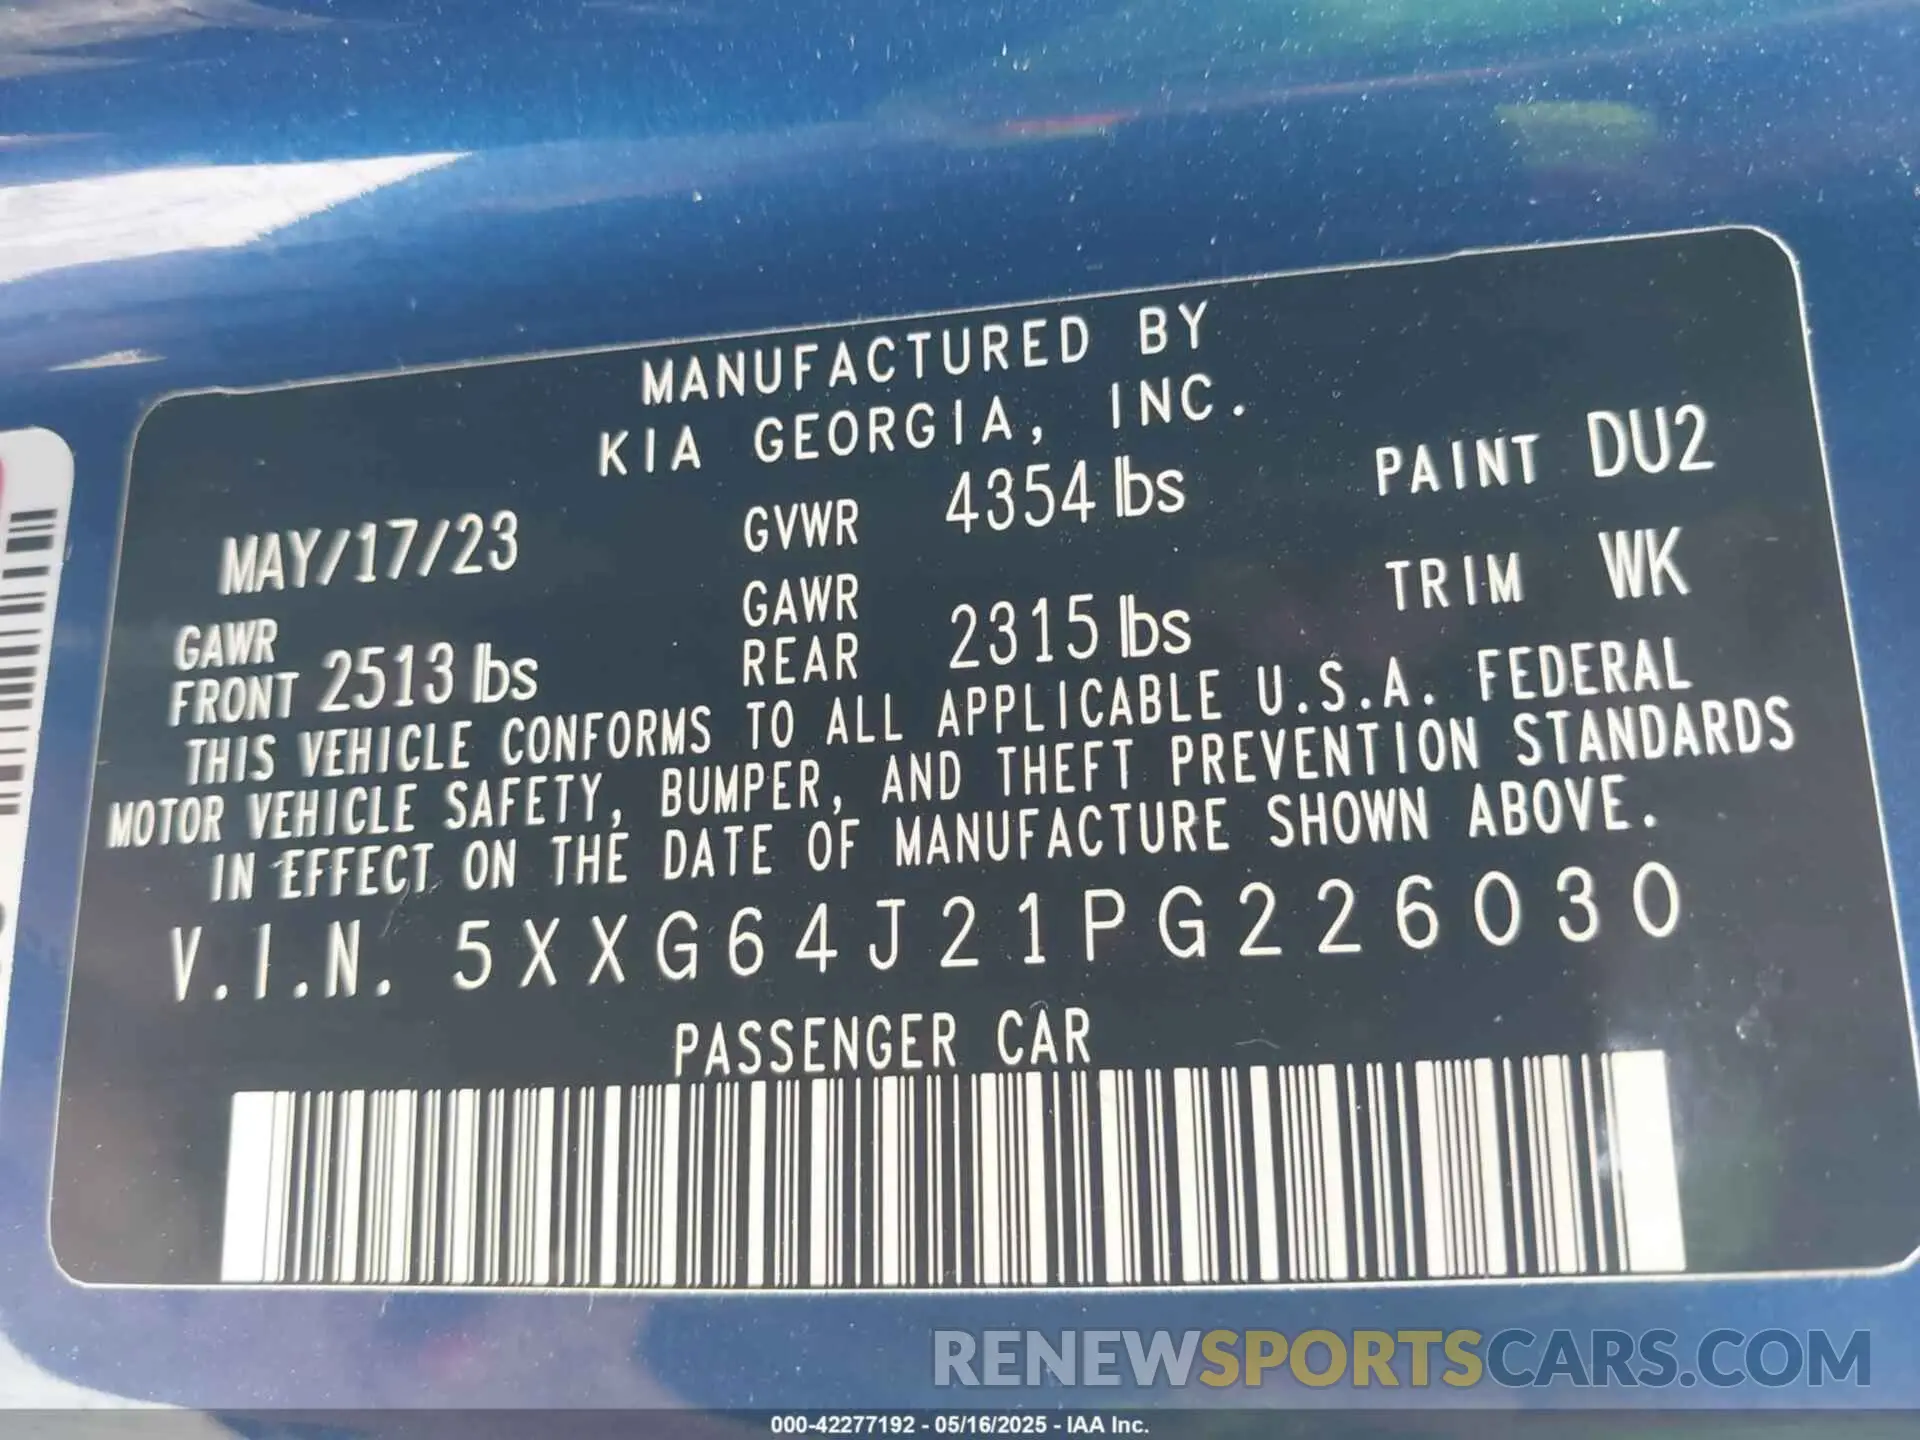 MANUFACTURED BY
KIA GEORGIA, INC.
MAY/17/23 GVWR 4354 lbs PAINT DU2
GAWR FRONT 2513 lbs GAWR REAR 2315 lbs TRIM WK
THIS VEHICLE CONFORMS TO ALL APPLICABLE U.S.A. FEDERAL
MOTOR VEHICLE SAFETY, BUMPER, AND THEFT PREVENTION STANDARDS
IN EFFECT ON THE DATE OF MANUFACTURE SHOWN ABOVE.
V.I.N. 5XXG64J21PG226030
PASSENGER CAR
RENEWSPORTSCARS.COM
000-42277192 - 05/16/2025 - IAA Inc.